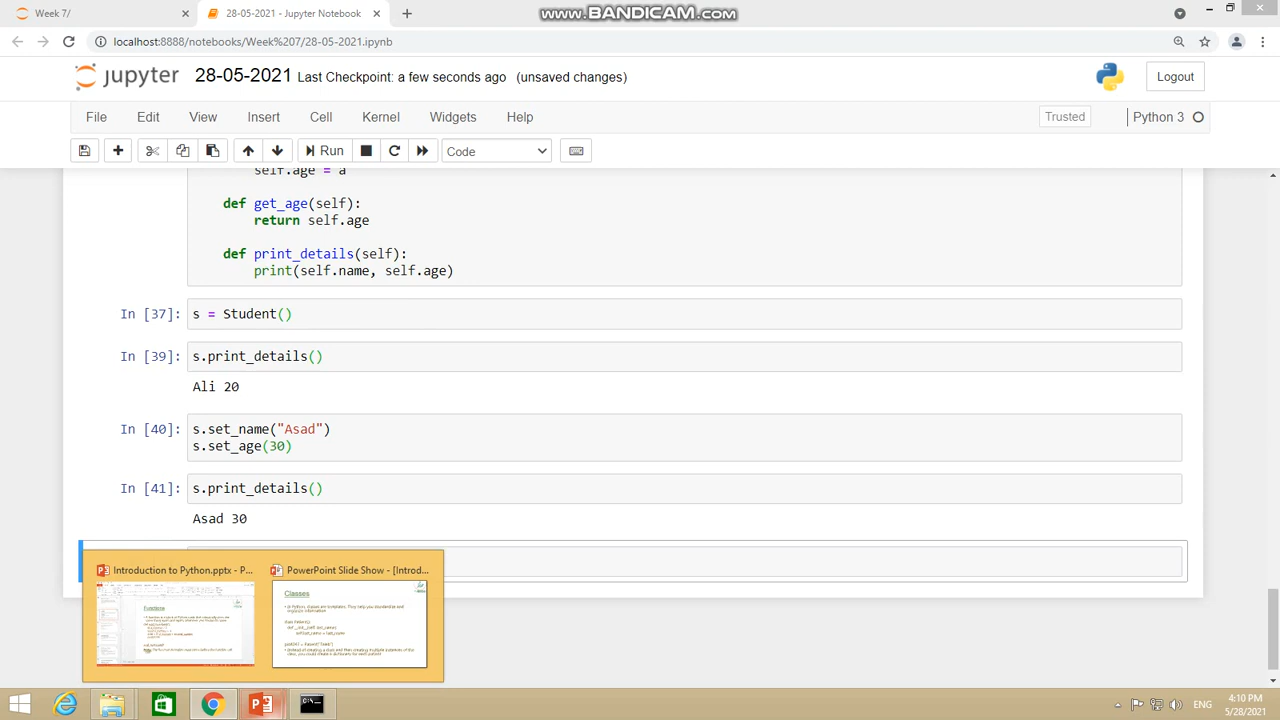 Week 7/
28-05-2021 - Jupyter Notebook
www.BANDICAM.com
localhost:8888/notebooks/Week%207/28-05-2021.ipynb
jupyter 28-05-2021 Last Checkpoint: a few seconds ago (unsaved changes)
Logout
File Edit View Insert Cell Kernel Widgets Help
Trusted
Python 3
Run
Code
self.age = a
def get_age(self):
return self.age
def print_details(self):
print(self.name, self.age)
In [37]: s = Student()
In [39]: s.print_details()
Ali 20
In [40]: s.set_name("Asad")
s.set_age(30)
In [41]: s.print_details()
Asad 30
Introduction to Python.pptx - P...
PowerPoint Slide Show - [Introd...
Functions
Classes
4:10 PM
ENG
5/28/2021